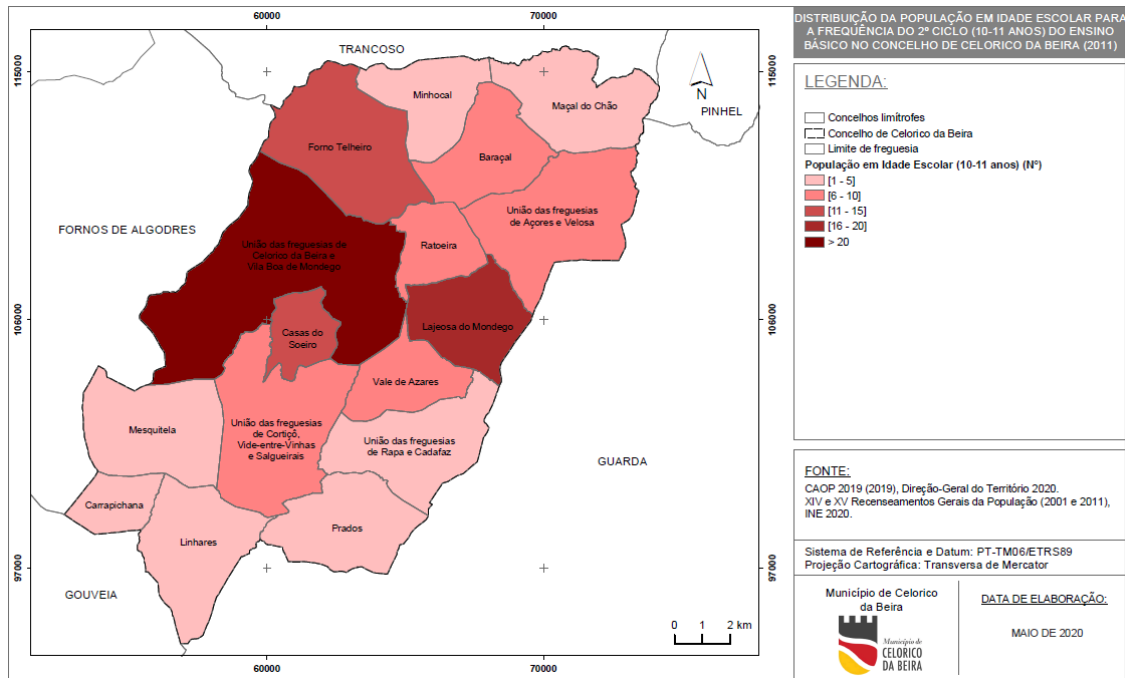 60000
70000
DISTRIBUIÇÃO DA POPULAÇÃO EM IDADE ESCOLAR PARA
A FREQUÊNCIA DO 2º CICLO (10-11 ANOS) DO ENSINO
BÁSICO NO CONCELHO DE CELORICO DA BEIRA (2011)
TRANCOSO
115000
115000
N
PINHEL
Minhocal
Maçal do Chão
Forno Telheiro
Baraçal
União das freguesias
de Açores e Velosa
FORNOS DE ALGODRES
União das freguesias de
Celorico da Beira e
Vila Boa de Mondego
Ratoeira
106000
106000
Casas do
Soeiro
Lajeosa do Mondego
Vale de Azares
Mesquitela
União das freguesias
de Cortiçô,
Vide-entre-Vinhas
e Salgueirais
União das freguesias
de Rapa e Cadafaz
GUARDA
Carrapichana
Prados
Linhares
97000
97000
GOUVEIA
0 1 2 km
60000
70000
LEGENDA:
Concelhos limítrofes
Concelho de Celorico da Beira
Limite de freguesia
População em Idade Escolar (10-11 anos) (Nº)
[1 - 5]
[6 - 10]
[11 - 15]
[16 - 20]
> 20
FONTE:
CAOP 2019 (2019), Direção-Geral do Território 2020.
XIV e XV Recenseamentos Gerais da População (2001 e 2011),
INE 2020.
Sistema de Referência e Datum: PT-TM06/ETRS89
Projeção Cartográfica: Transversa de Mercator
Município de Celorico
da Beira
Município de
CELORICO
DA BEIRA
DATA DE ELABORAÇÃO:
MAIO DE 2020